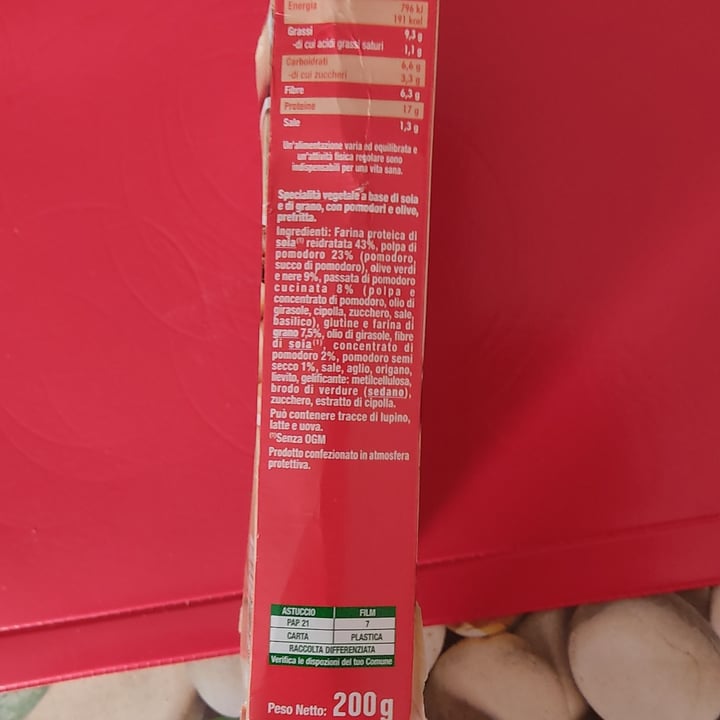 Energia 796 kJ
191 kcal
Grassi 9,3 g
-di cui acidi grassi saturi 1,1 g
Carboidrati 6,6 g
-di cui zuccheri 3,3 g
Fibre 6,3 g
Proteine 17 g
Sale 1,3 g
Un'alimentazione varia ed equilibrata e
un'attività fisica regolare sono
indispensabili per una vita sana.
Specialità vegetale a base di soia
e di grano, con pomodori e olive,
prefritta.
Ingredienti: Farina proteica di
soia(1) reidratata 43%, polpa di
pomodoro 23% (pomodoro,
succo di pomodoro), olive verdi
e nere 9%, passata di pomodoro
cucinata 8% (polpa e
concentrato di pomodoro, olio di
girasole, cipolla, zucchero, sale,
basilico), glutine e farina di
grano 7,5%, olio di girasole, fibre
di soia(1), concentrato di
pomodoro 2%, pomodoro semi
secco 1%, sale, aglio, origano,
lievito, gelificante: metilcellulosa,
brodo di verdure (sedano),
zucchero, estratto di cipolla.
Può contenere tracce di lupino,
latte e uova.
(1)Senza OGM
Prodotto confezionato in atmosfera
protettiva.
ASTUCCIO FILM
PAP 21 7
CARTA PLASTICA
RACCOLTA DIFFERENZIATA
Verifica le dispozioni del tuo Comune
Peso Netto: 200 g